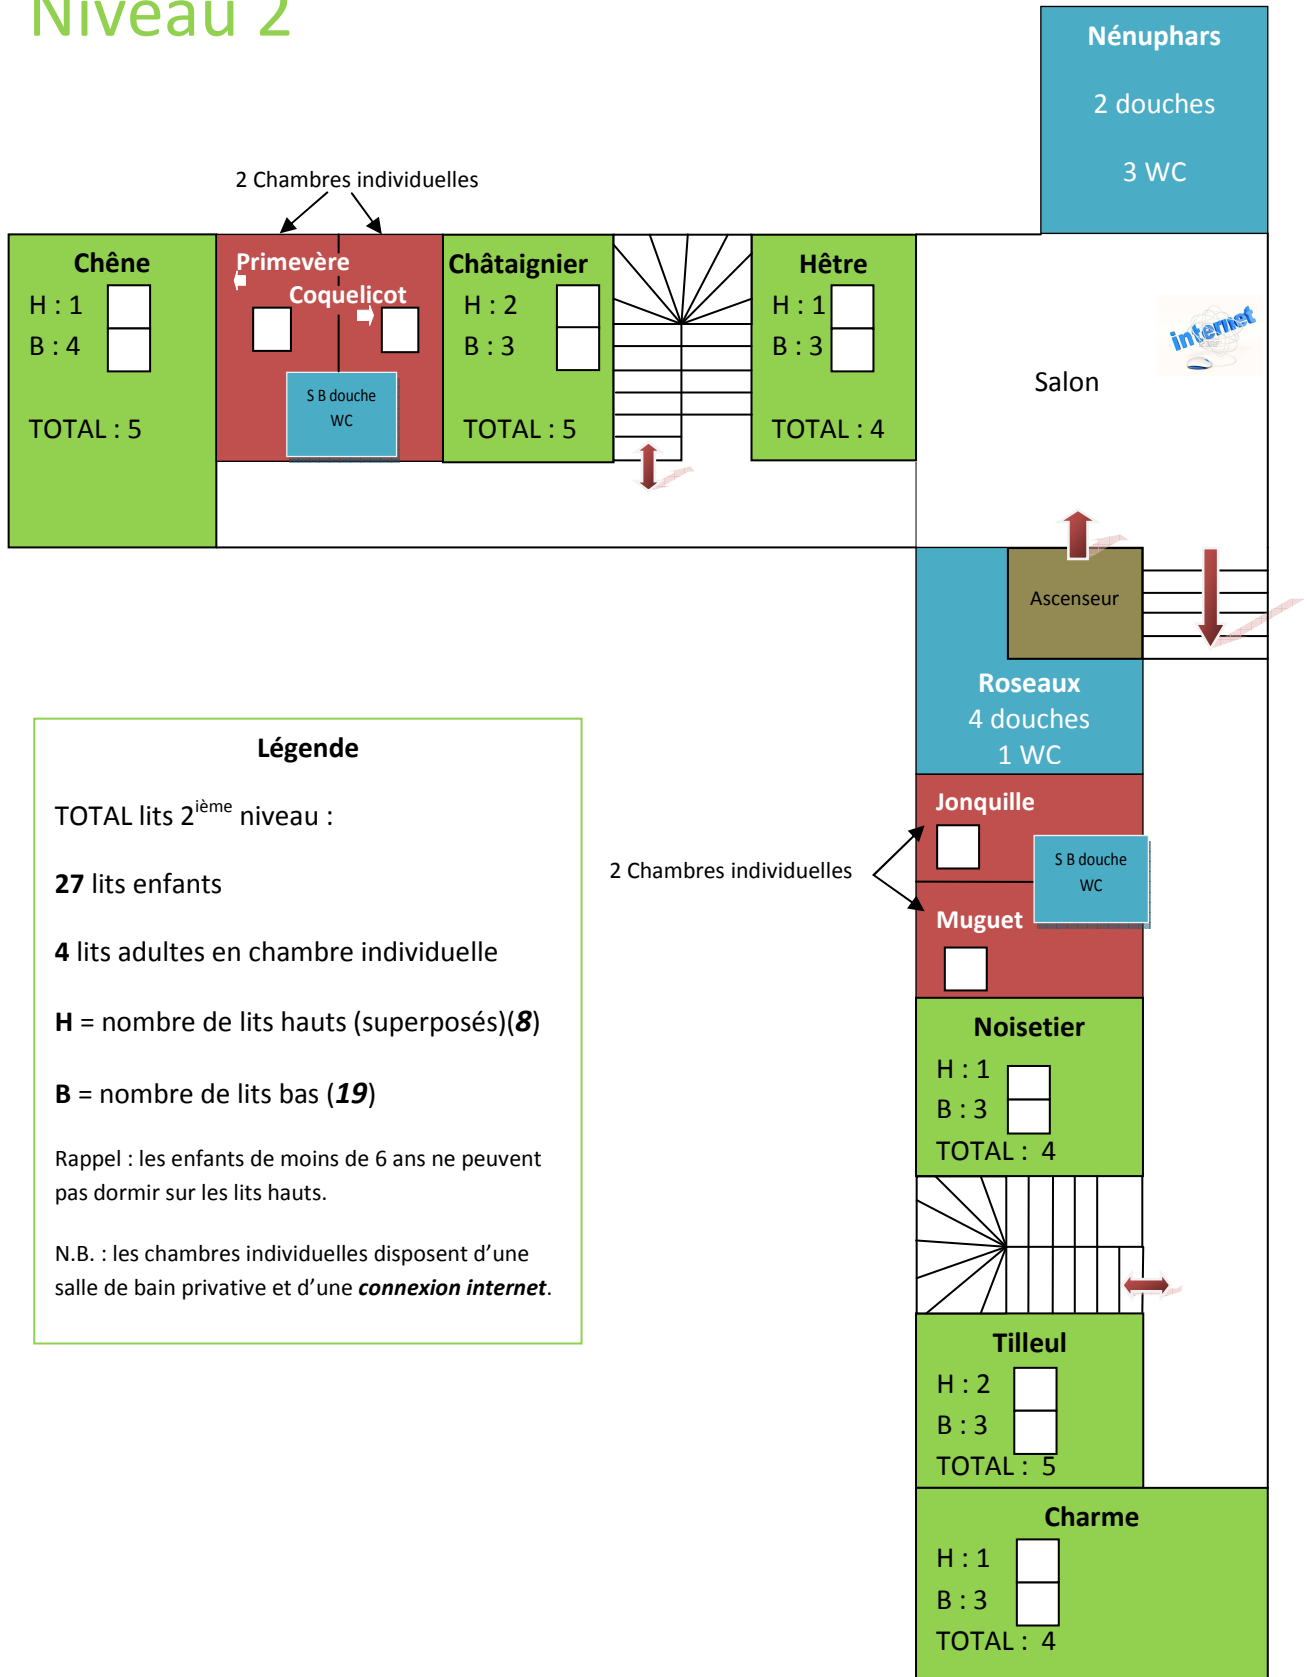 Niveau 2
Nénuphars
2 douches
3 WC
2 Chambres individuelles
Chêne
H : 1
B : 4
TOTAL : 5
Primevère
Coquelicot
S B douche
WC
Châtaignier
H : 2
B : 3
TOTAL : 5
Hêtre
H : 1
B : 3
TOTAL : 4
internet
Salon
Ascenseur
Roseaux
4 douches
1 WC
Légende
TOTAL lits 2ième niveau :
27 lits enfants
4 lits adultes en chambre individuelle
H = nombre de lits hauts (superposés)(8)
B = nombre de lits bas (19)
Rappel : les enfants de moins de 6 ans ne peuvent
pas dormir sur les lits hauts.
N.B. : les chambres individuelles disposent d’une
salle de bain privative et d’une connexion internet.
2 Chambres individuelles
Jonquille
S B douche
WC
Muguet
Noisetier
H : 1
B : 3
TOTAL : 4
Tilleul
H : 2
B : 3
TOTAL : 5
Charme
H : 1
B : 3
TOTAL : 4